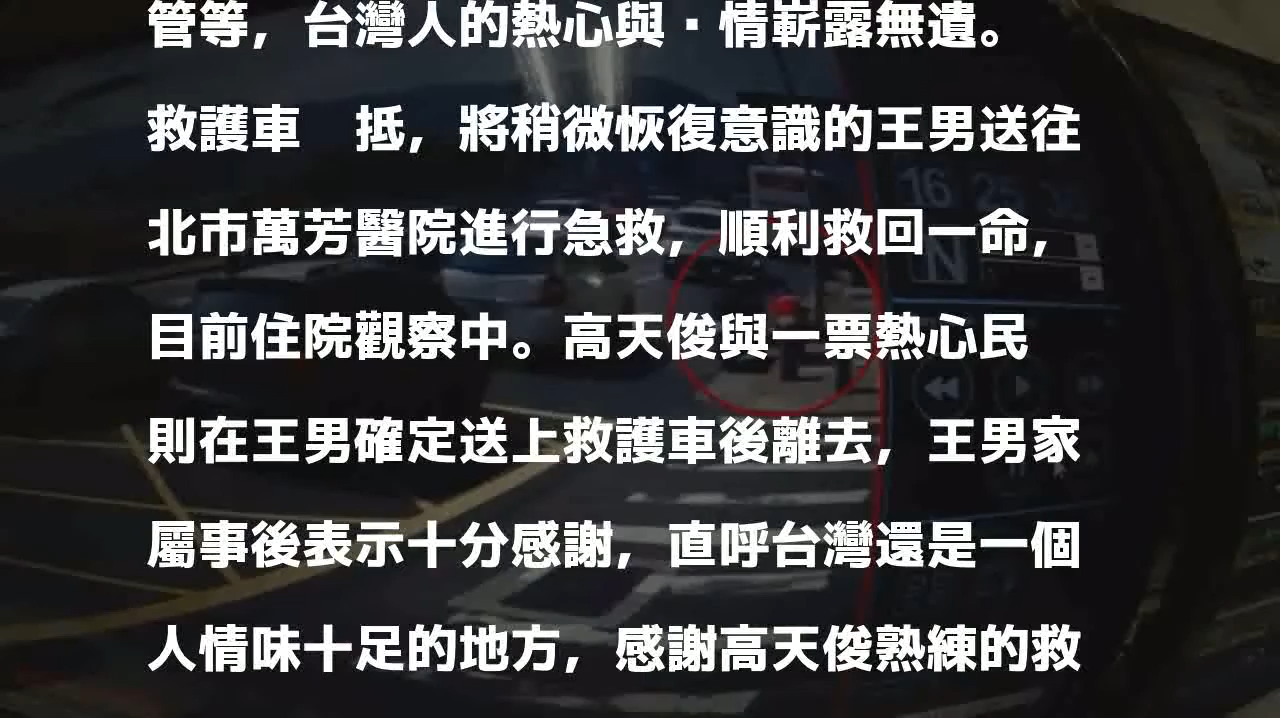 管等，台灣人的熱心與・情嶄露無遺。
救護車　抵，將稍微恢復意識的王男送往
北市萬芳醫院進行急救，順利救回一命，
目前住院觀察中。高天俊與一票熱心民
則在王男確定送上救護車後離去，王男家
屬事後表示十分感謝，直呼台灣還是一個
人情味十足的地方，感謝高天俊熟練的救
16 25
N